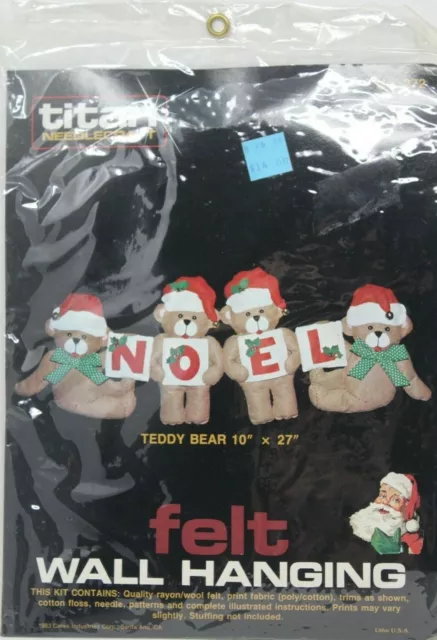 titan
NEEDLECRAFT
NOEL
TEDDY BEAR 10" × 27"
felt
WALL HANGING
THIS KIT CONTAINS: Quality rayon/wool felt, print fabric (poly/cotton), trims as shown,
cotton floss, needle, patterns and complete illustrated instructions. Prints may vary
slightly. Stuffing not included.